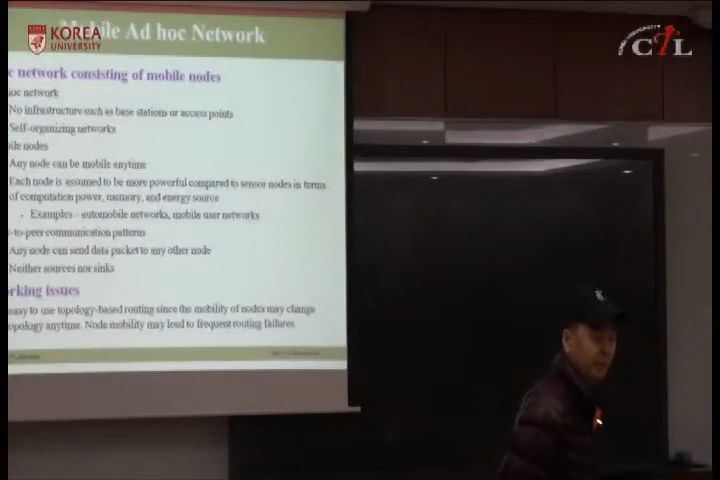 KOREA
UNIVERSITY
Mobile Ad hoc Network
CTL
c network consisting of mobile nodes
hoc network
No infrastructure such as base stations or access points
Self-organizing networks
ile nodes
Any node can be mobile anytime
Each node is assumed to be more powerful compared to sensor nodes in terms
of computation power, memory, and energy source
Examples – automobile networks, mobile user networks
-to-peer communication patterns
Any node can send data packet to any other node
Neither sources nor sinks
rking issues
easy to use topology-based routing since the mobility of nodes may change
opology anytime. Node mobility may lead to frequent routing failures.